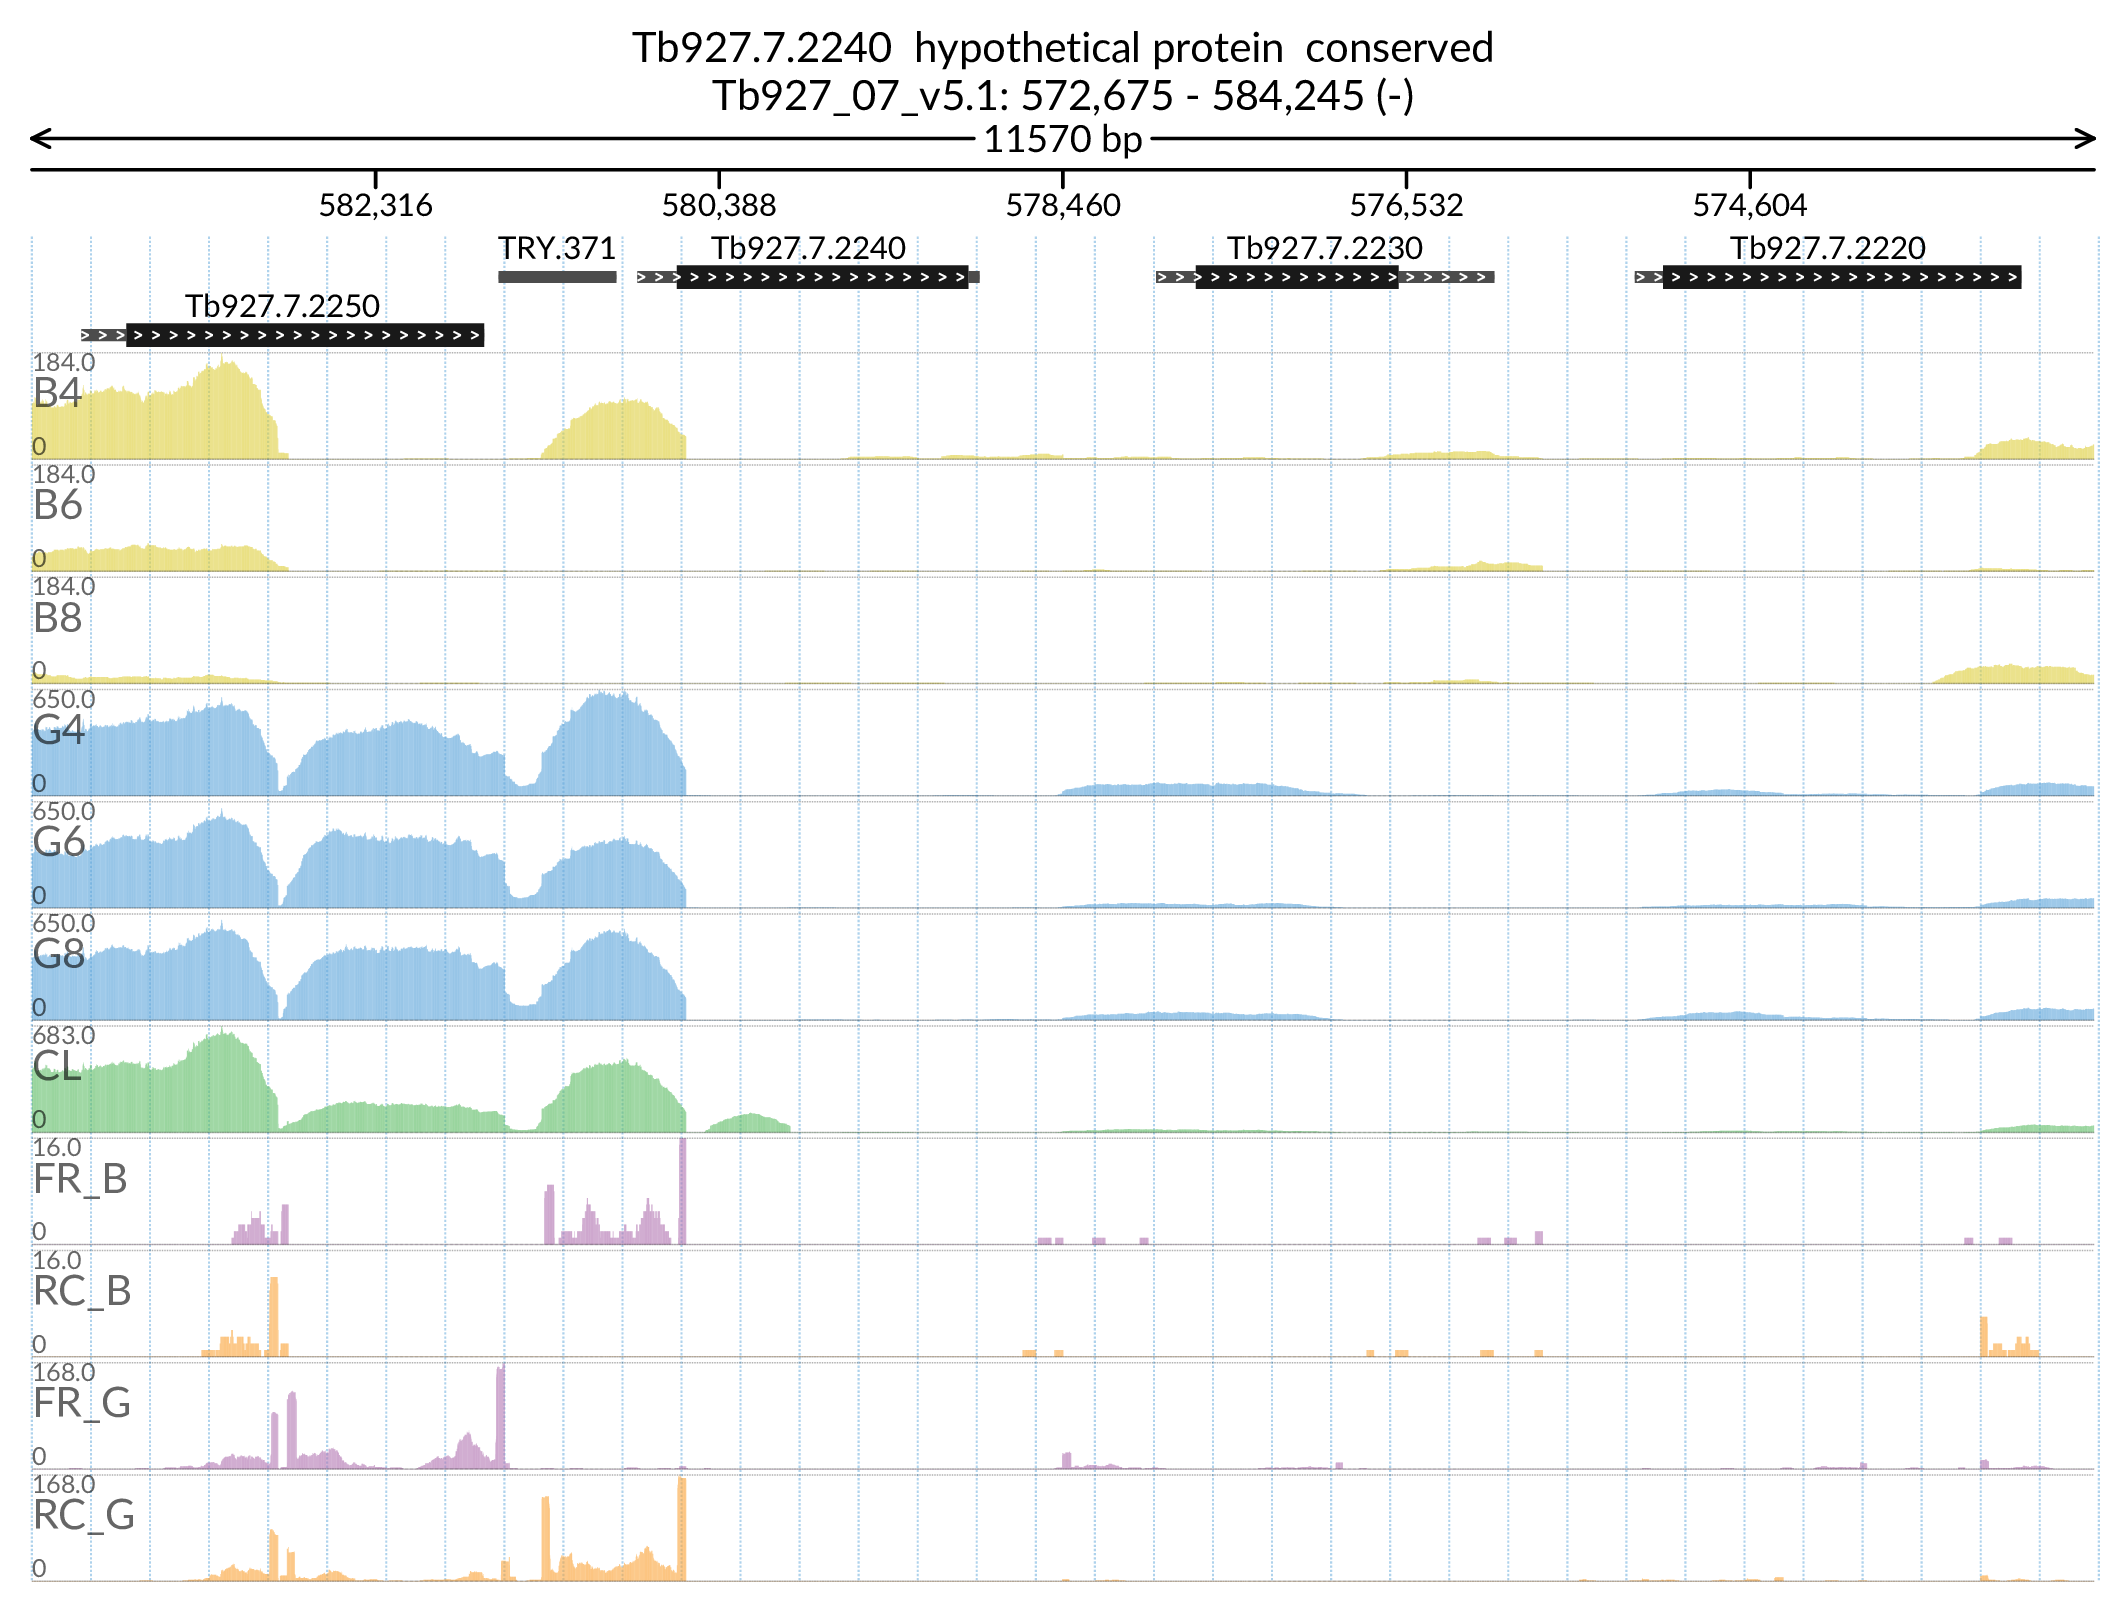 Tb927.7.2240 hypothetical protein conserved
Tb927_07_v5.1: 572,675 - 584,245 (-)
11570 bp
582,316 580,388 578,460 576,532 574,604
TRY.371 Tb927.7.2240 Tb927.7.2230 Tb927.7.2220
Tb927.7.2250
184.0
B4
0
184.0
B6
0
184.0
B8
0
650.0
G4
0
650.0
G6
0
650.0
G8
0
683.0
CL
0
16.0
FR_B
0
16.0
RC_B
0
168.0
FR_G
0
168.0
RC_G
0